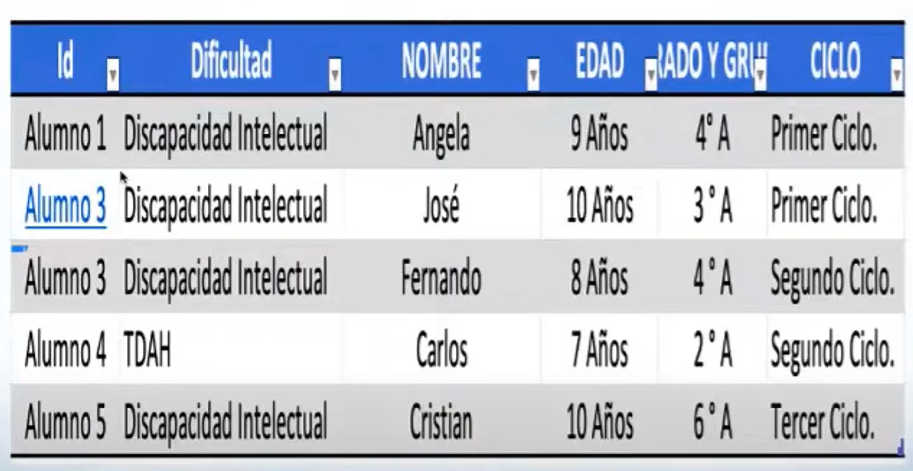 Id Dificultad NOMBRE EDAD RADO Y GRU CICLO
Alumno 1 Discapacidad Intelectual Angela 9 Años 4° A Primer Ciclo.
Alumno 3 Discapacidad Intelectual José 10 Años 3 ° A Primer Ciclo.
Alumno 3 Discapacidad Intelectual Fernando 8 Años 4 ° A Segundo Ciclo.
Alumno 4 TDAH Carlos 7 Años 2 ° A Segundo Ciclo.
Alumno 5 Discapacidad Intelectual Cristian 10 Años 6 ° A Tercer Ciclo.